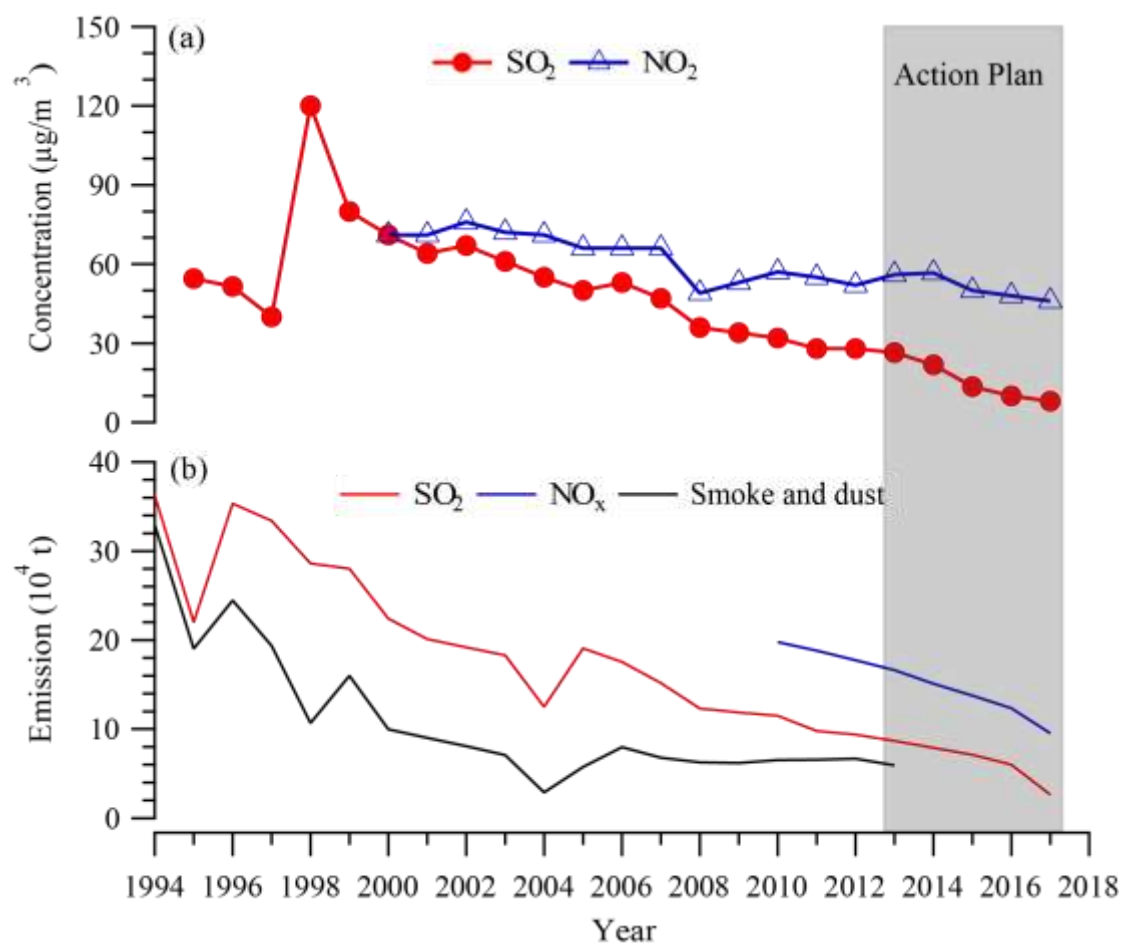 (a)
SO₂ NO₂
Action Plan
Concentration (μg/m³)
150
120
90
60
30
0
(b)
SO₂ NOₓ Smoke and dust
Emission (10⁴ t)
40
30
20
10
0
1994 1996 1998 2000 2002 2004 2006 2008 2010 2012 2014 2016 2018
Year